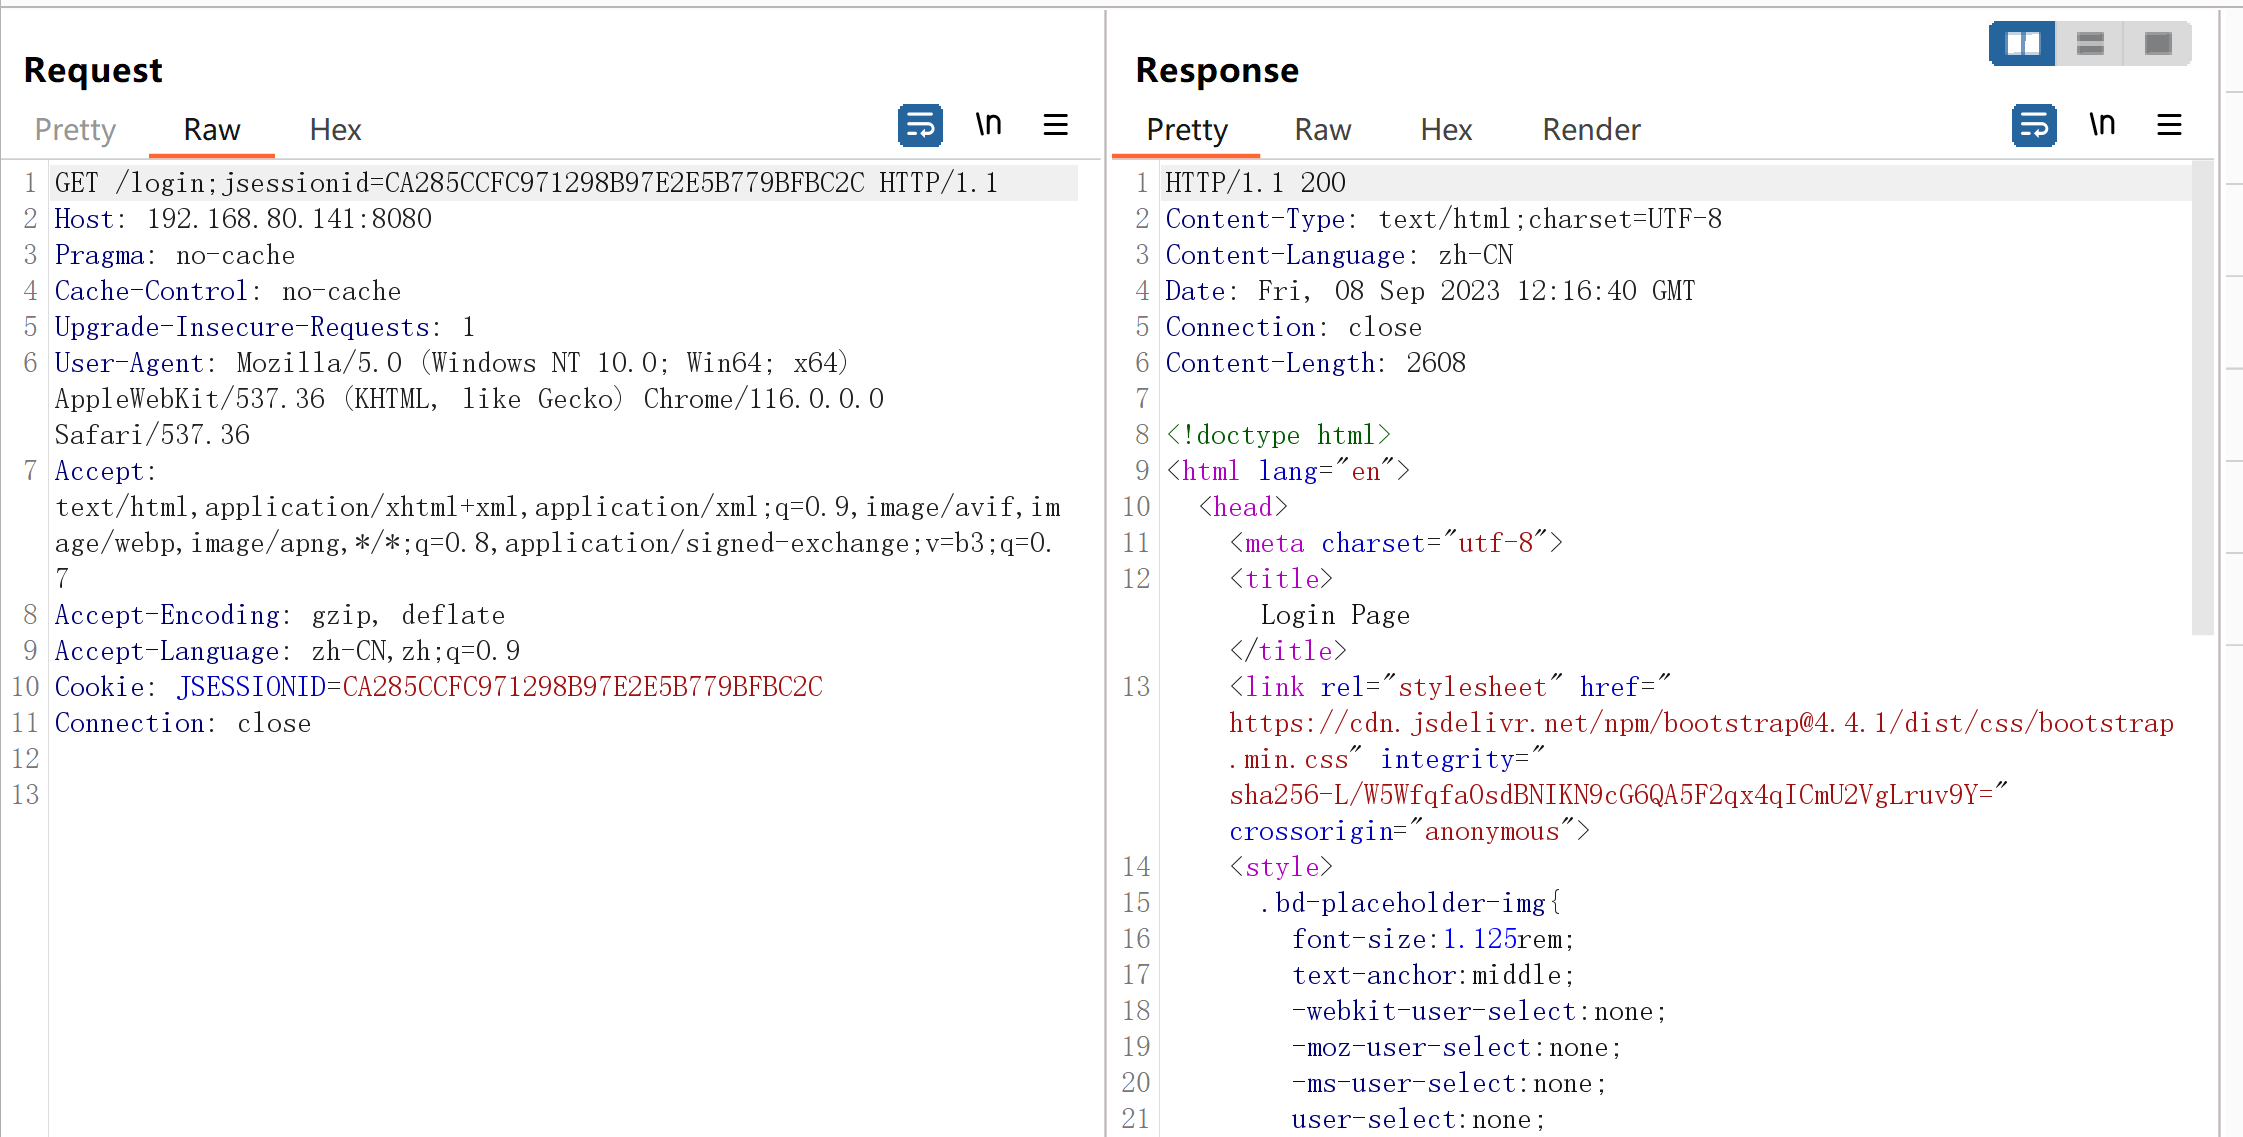 Request
Pretty Raw Hex \n
1 GET /login;jsessionid=CA285CCFC971298B97E2E5B779BFBC2C HTTP/1.1
2 Host: 192.168.80.141:8080
3 Pragma: no-cache
4 Cache-Control: no-cache
5 Upgrade-Insecure-Requests: 1
6 User-Agent: Mozilla/5.0 (Windows NT 10.0; Win64; x64)
AppleWebKit/537.36 (KHTML, like Gecko) Chrome/116.0.0.0
Safari/537.36
7 Accept:
text/html,application/xhtml+xml,application/xml;q=0.9,image/avif,im
age/webp,image/apng,*/*;q=0.8,application/signed-exchange;v=b3;q=0.
7
8 Accept-Encoding: gzip, deflate
9 Accept-Language: zh-CN,zh;q=0.9
10 Cookie: JSESSIONID=CA285CCFC971298B97E2E5B779BFBC2C
11 Connection: close
12
13
Response
Pretty Raw Hex Render \n
1 HTTP/1.1 200
2 Content-Type: text/html;charset=UTF-8
3 Content-Language: zh-CN
4 Date: Fri, 08 Sep 2023 12:16:40 GMT
5 Connection: close
6 Content-Length: 2608
7
8 <!doctype html>
9 <html lang="en">
10 <head>
11 <meta charset="utf-8">
12 <title>
Login Page
</title>
13 <link rel="stylesheet" href="
https://cdn.jsdelivr.net/npm/bootstrap@4.4.1/dist/css/bootstrap
.min.css" integrity="
sha256-L/W5WfqfaOsdBNIKN9cG6QA5F2qx4qICmU2VgLruv9Y="
crossorigin="anonymous">
14 <style>
15 .bd-placeholder-img{
16 font-size:1.125rem;
17 text-anchor:middle;
18 -webkit-user-select:none;
19 -moz-user-select:none;
20 -ms-user-select:none;
21 user-select:none;